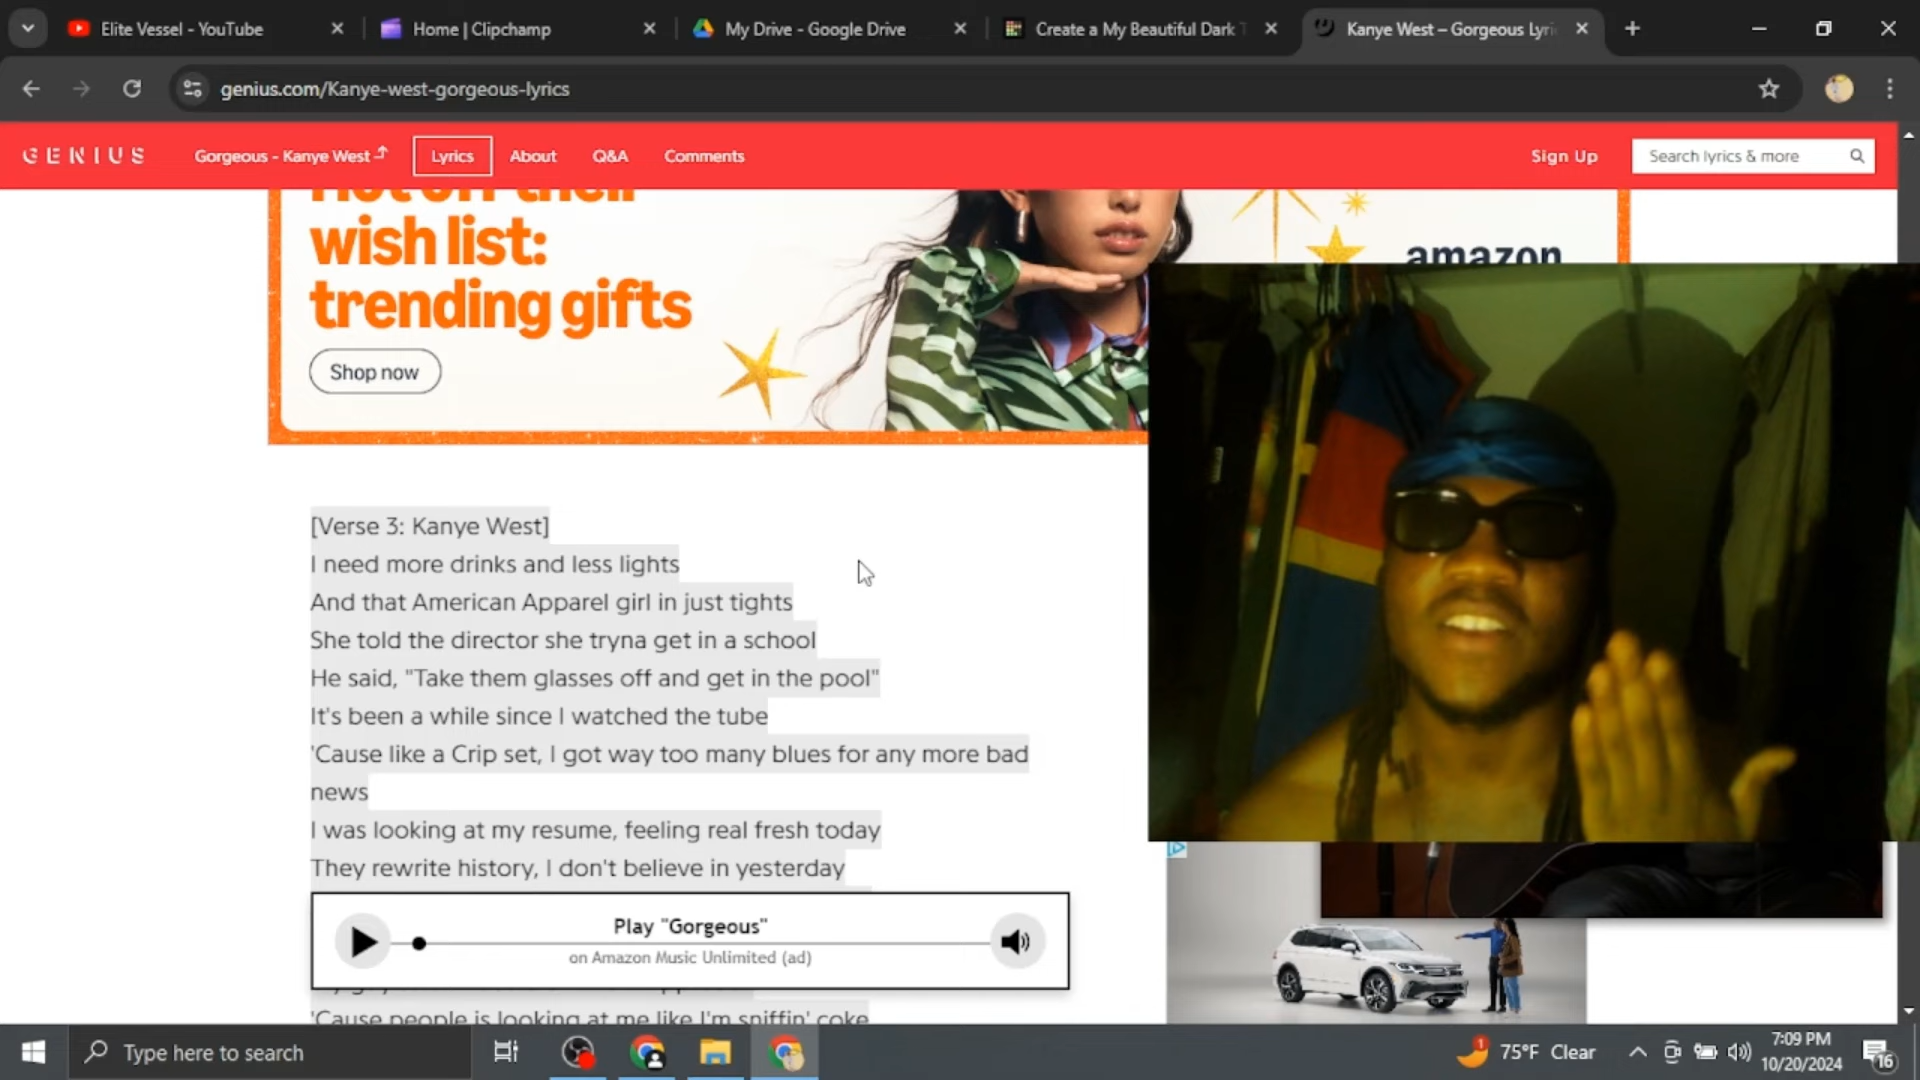 Elite Vessel - YouTube
Home | Clipchamp
My Drive - Google Drive
Create a My Beautiful Dark T
Kanye West – Gorgeous Lyri
genius.com/Kanye-west-gorgeous-lyrics
GENIUS
Gorgeous - Kanye West
Lyrics
About
Q&A
Comments
Sign Up
Search lyrics & more
wish list:
trending gifts
Shop now
amazon
[Verse 3: Kanye West]
I need more drinks and less lights
And that American Apparel girl in just tights
She told the director she tryna get in a school
He said, "Take them glasses off and get in the pool"
It's been a while since I watched the tube
'Cause like a Crip set, I got way too many blues for any more bad
news
I was looking at my resume, feeling real fresh today
They rewrite history, I don't believe in yesterday
Play "Gorgeous"
on Amazon Music Unlimited (ad)
'Cause people is looking at me like I'm sniffin' coke
Type here to search
1
75°F Clear
7:09 PM
10/20/2024
16